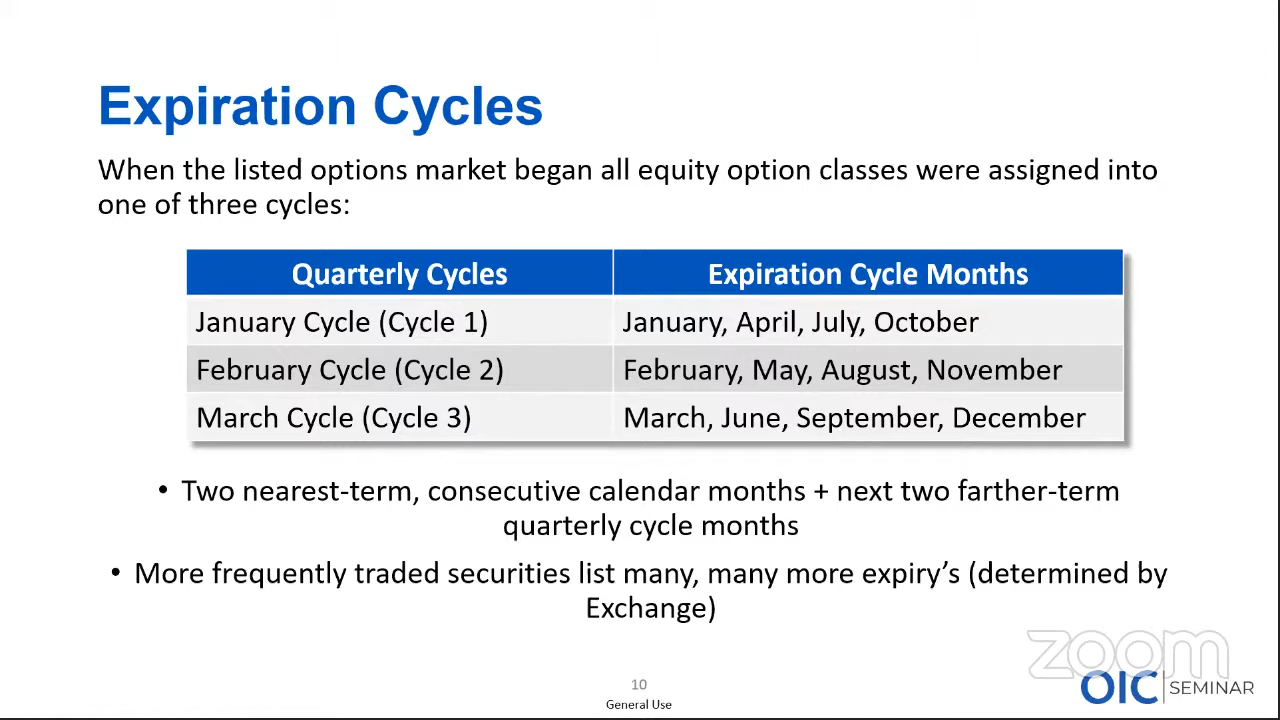 Expiration Cycles
When the listed options market began all equity option classes were assigned into
one of three cycles:
Quarterly Cycles Expiration Cycle Months
January Cycle (Cycle 1) January, April, July, October
February Cycle (Cycle 2) February, May, August, November
March Cycle (Cycle 3) March, June, September, December
• Two nearest-term, consecutive calendar months + next two farther-term
quarterly cycle months
• More frequently traded securities list many, many more expiry’s (determined by
Exchange)
zoom
10
OIC|SEMINAR
General Use